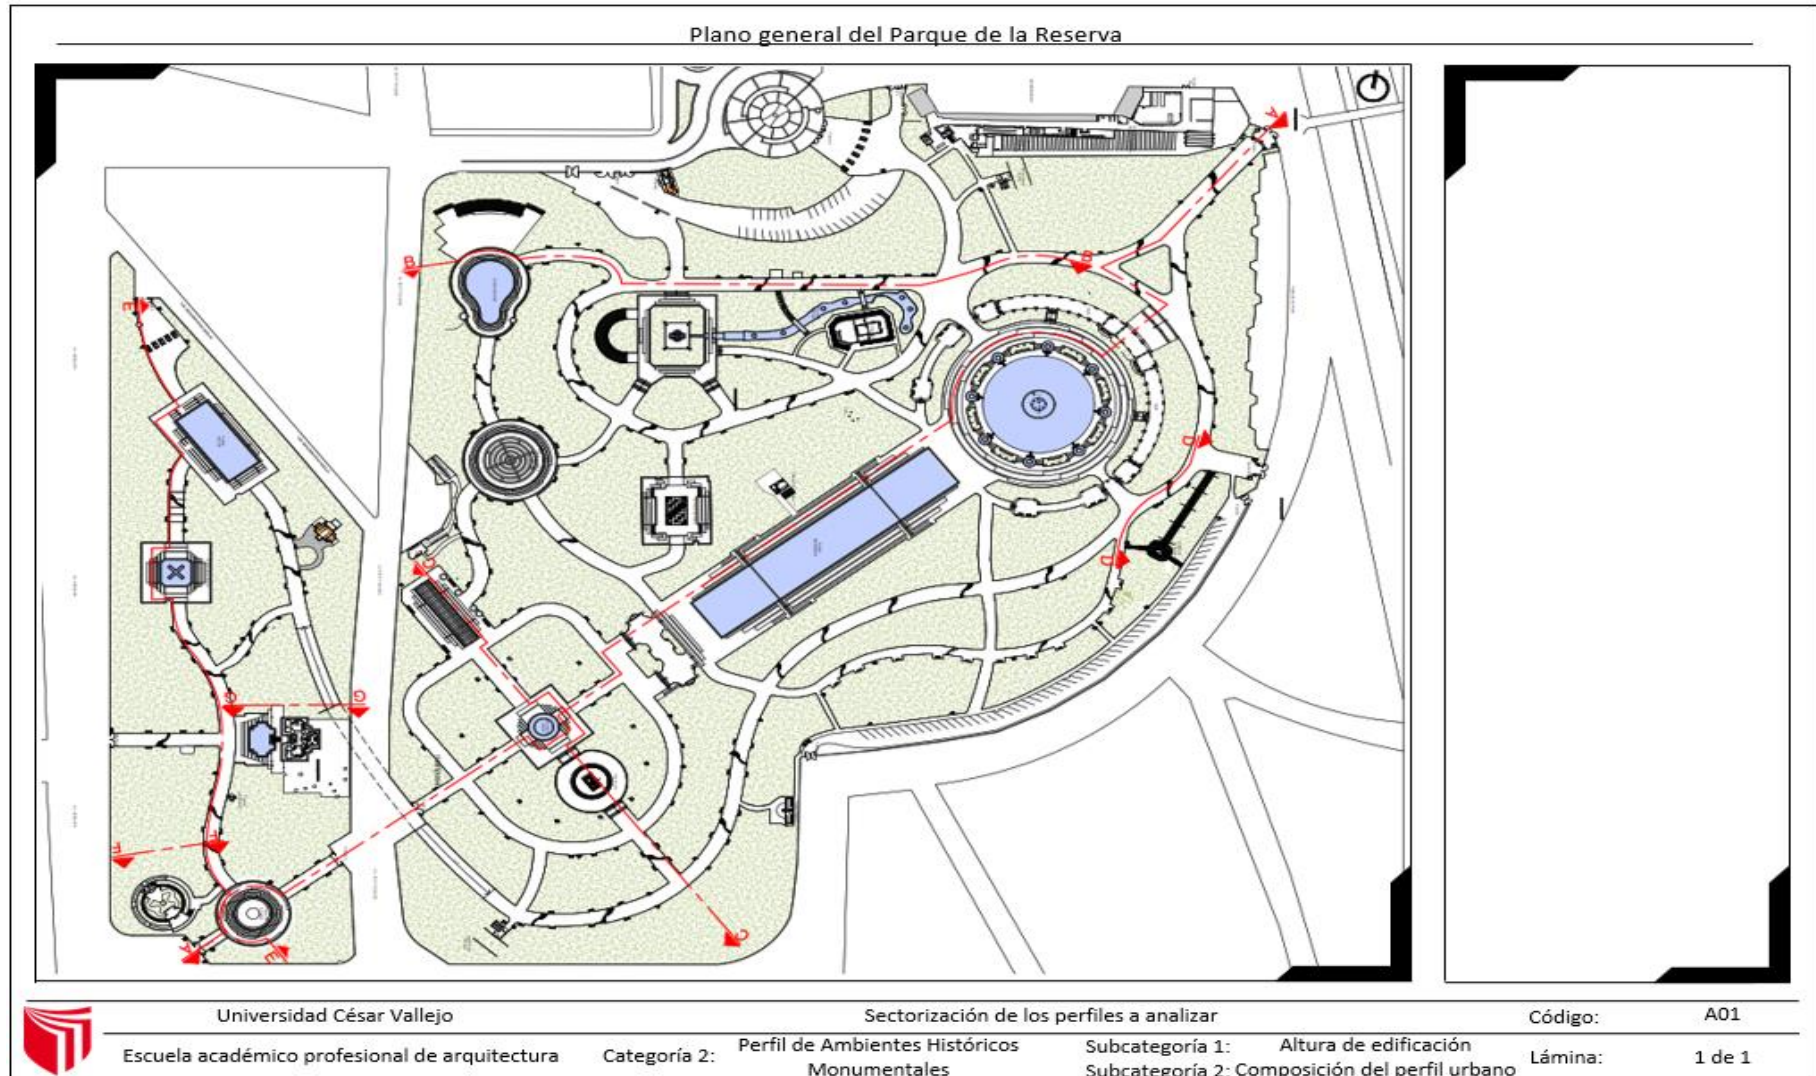 Plano general del Parque de la Reserva
A
B
B
E
D
D
C
G
G
F
F
A
E
C
Universidad César Vallejo
Sectorización de los perfiles a analizar
Código:
A01
Escuela académico profesional de arquitectura
Categoría 2:
Perfil de Ambientes Históricos
Monumentales
Subcategoría 1:
Altura de edificación
Subcategoría 2: Composición del perfil urbano
Lámina:
1 de 1